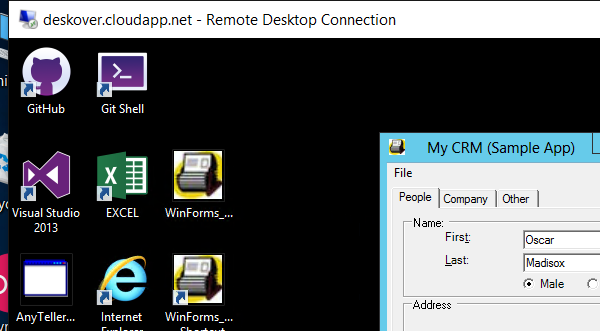 deskover.cloudapp.net - Remote Desktop Connection
GitHub
Git Shell
Visual Studio
2013
EXCEL
WinForms_...
AnyTeller...
Internet
Explorer
WinForms_...
Shortcut
My CRM (Sample App)
File
People
Company
Other
Name:
First:
Oscar
Last:
Madisox
Male
Address